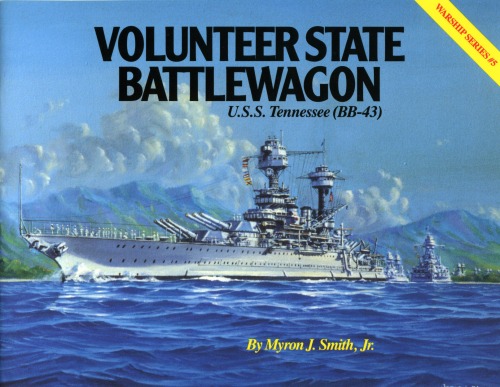 WARSHIP SERIES #5
VOLUNTEER STATE
BATTLEWAGON
U.S.S. Tennessee (BB-43)
By Myron J. Smith, Jr.